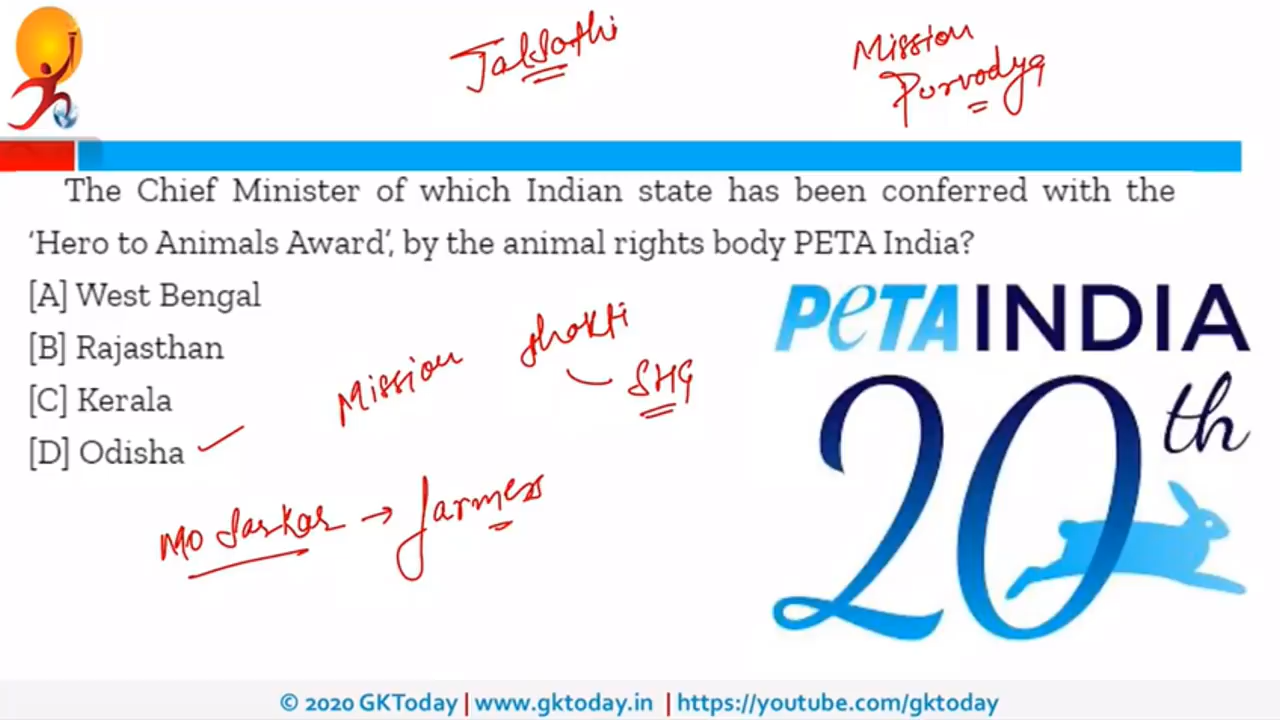 Jalsathi
Mission
Purvodya
The Chief Minister of which Indian state has been conferred with the
‘Hero to Animals Award’, by the animal rights body PETA India?
[A] West Bengal
[B] Rajasthan
[C] Kerala
[D] Odisha
Mission Shakti
SHG
Mo Sarkar → farmers
PETA INDIA
20th
© 2020 GKToday | www.gktoday.in | https://youtube.com/gktoday